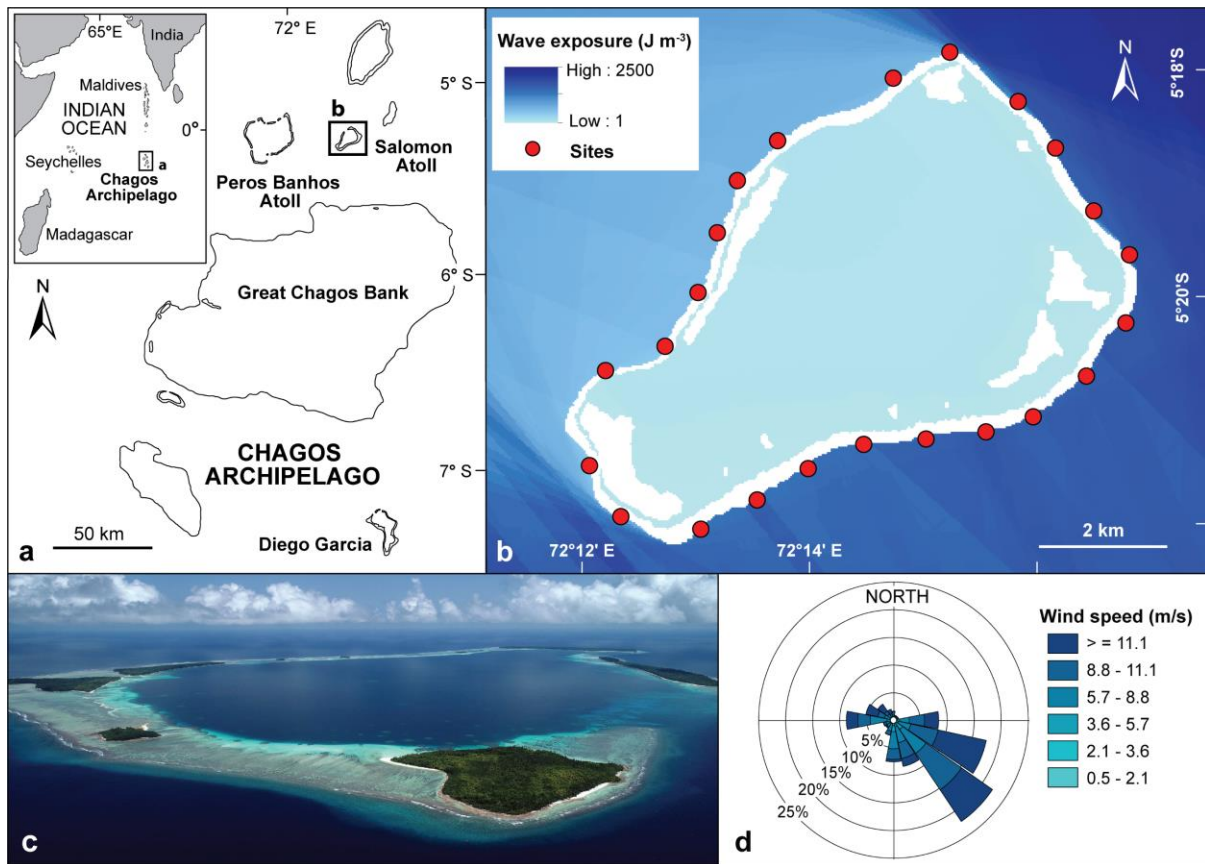 65°E
India
Maldives
INDIAN
OCEAN
0°
Seychelles
a
Chagos
Archipelago
Madagascar
72°
5° S
b
Salomon
Atoll
Peros Banhos
Atoll
6° S
Great Chagos Bank
N
CHAGOS
ARCHIPELAGO
7° S
50 km
Diego Garcia
a
Wave exposure (J m⁻³)
High : 2500
Low : 1
Sites
N
5°18'S
5°20'S
72°12' E
72°14' E
2 km
b
c
NORTH
5%
10%
15%
20%
25%
d
Wind speed (m/s)
> = 11.1
8.8 - 11.1
5.7 - 8.8
3.6 - 5.7
2.1 - 3.6
0.5 - 2.1